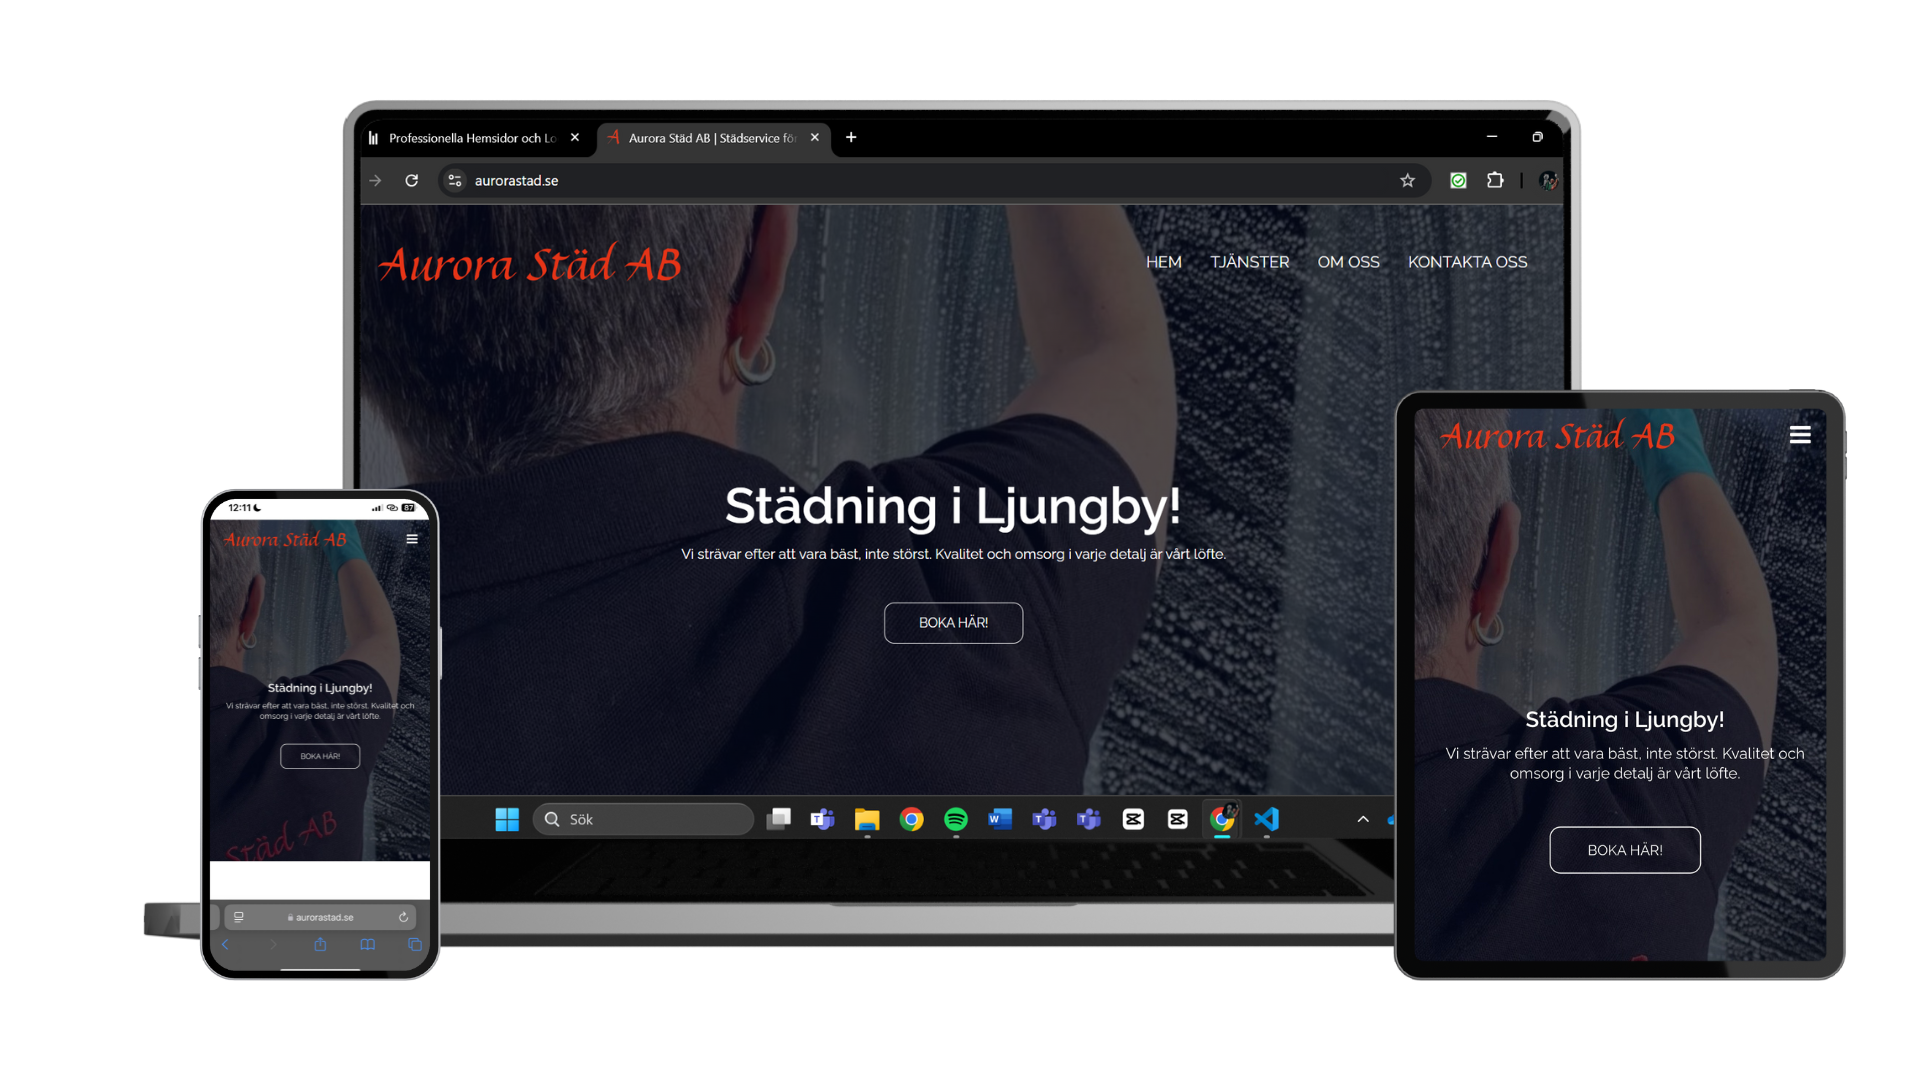 Professionella Hemsidor och Lo
Aurora Städ AB | Städservice för
aurorastad.se
Aurora Städ AB
HEM TJÄNSTER OM OSS KONTAKTA OSS
Städning i Ljungby!
Vi strävar efter att vara bäst, inte störst. Kvalitet och omsorg i varje detalj är vårt löfte.
BOKA HÄR!
Sök
12:11
87
Aurora Städ AB
Städning i Ljungby!
Vi strävar efter att vara bäst, inte störst. Kvalitet och
omsorg i varje detalj är vårt löfte.
BOKA HÄR!
Städ AB
aurorastad.se
Aurora Städ AB
Städning i Ljungby!
Vi strävar efter att vara bäst, inte störst. Kvalitet och
omsorg i varje detalj är vårt löfte.
BOKA HÄR!